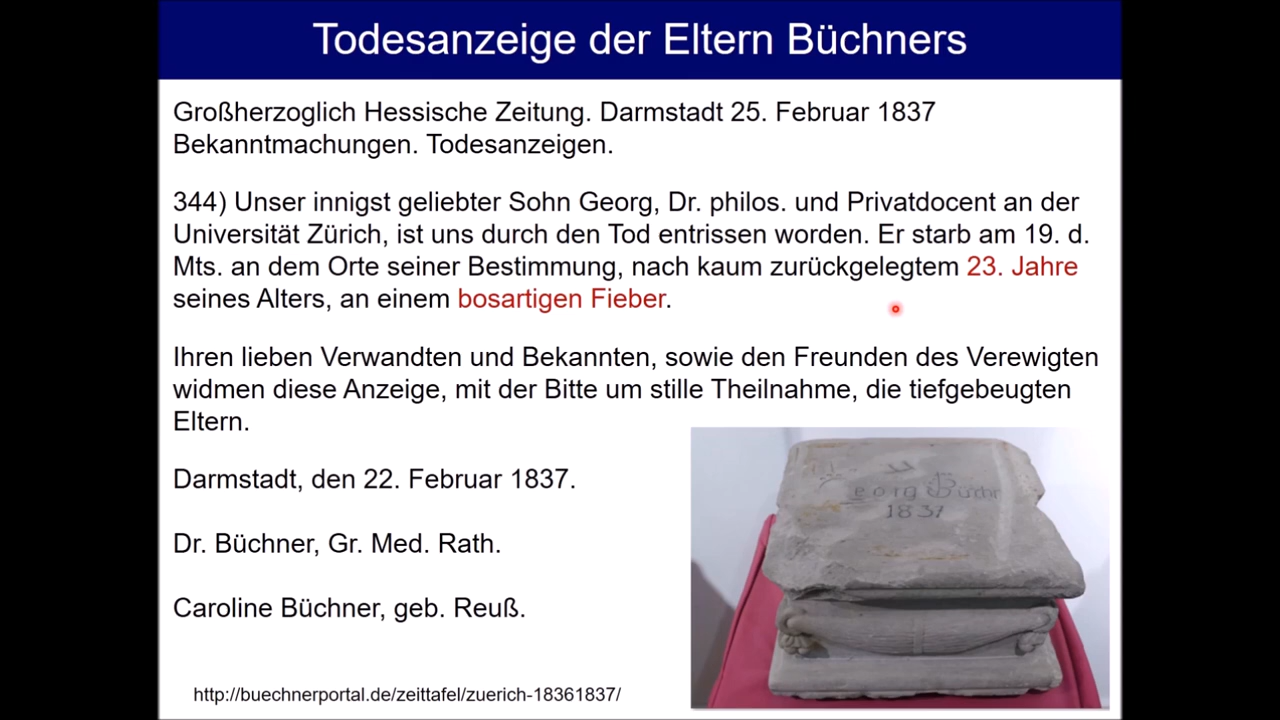 Todesanzeige der Eltern Büchners
Großherzoglich Hessische Zeitung. Darmstadt 25. Februar 1837
Bekanntmachungen. Todesanzeigen.
344) Unser innigst geliebter Sohn Georg, Dr. philos. und Privatdocent an der
Universität Zürich, ist uns durch den Tod entrissen worden. Er starb am 19. d.
Mts. an dem Orte seiner Bestimmung, nach kaum zurückgelegtem 23. Jahre
seines Alters, an einem bosartigen Fieber.
Ihren lieben Verwandten und Bekannten, sowie den Freunden des Verewigten
widmen diese Anzeige, mit der Bitte um stille Theilnahme, die tiefgebeugten
Eltern.
Darmstadt, den 22. Februar 1837.
Dr. Büchner, Gr. Med. Rath.
Caroline Büchner, geb. Reuß.
eorg Büchn
1837
http://buechnerportal.de/zeittafel/zuerich-18361837/